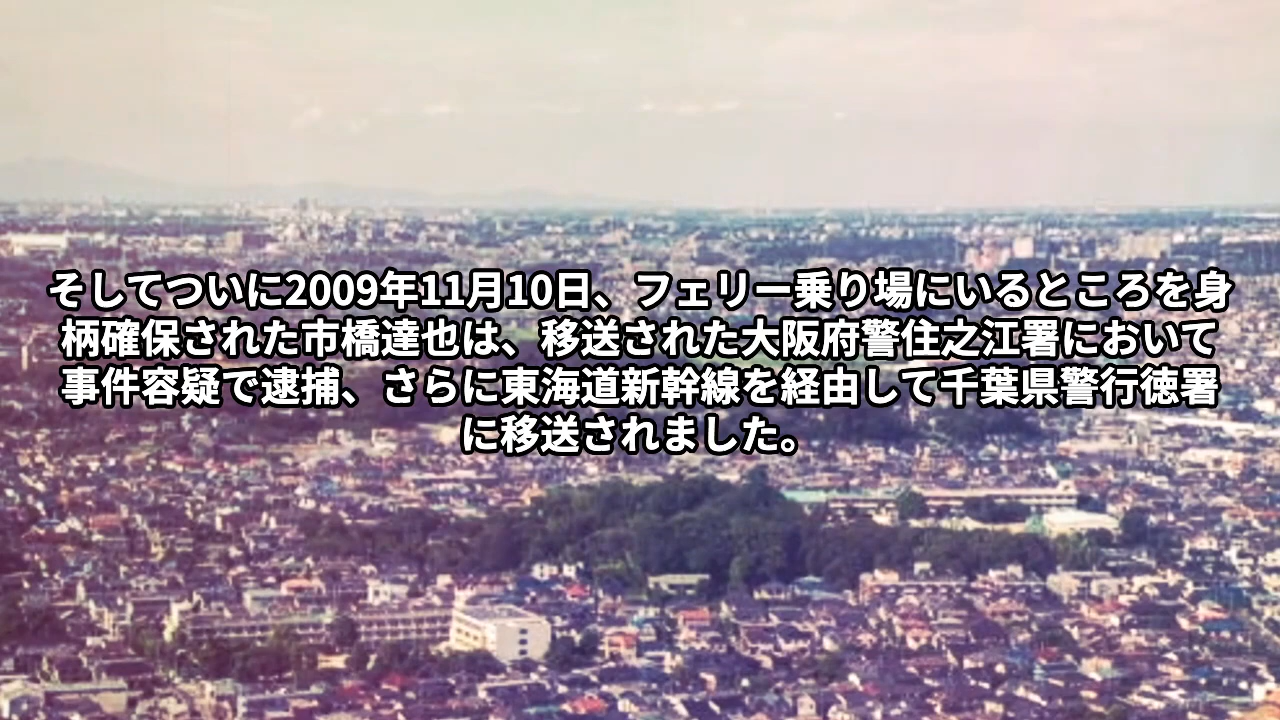 そしてついに2009年11月10日、フェリー乗り場にいるところを身
柄確保された市橋達也は、移送された大阪府警住之江署において
事件容疑で逮捕、さらに東海道新幹線を経由して千葉県警行徳署
に移送されました。